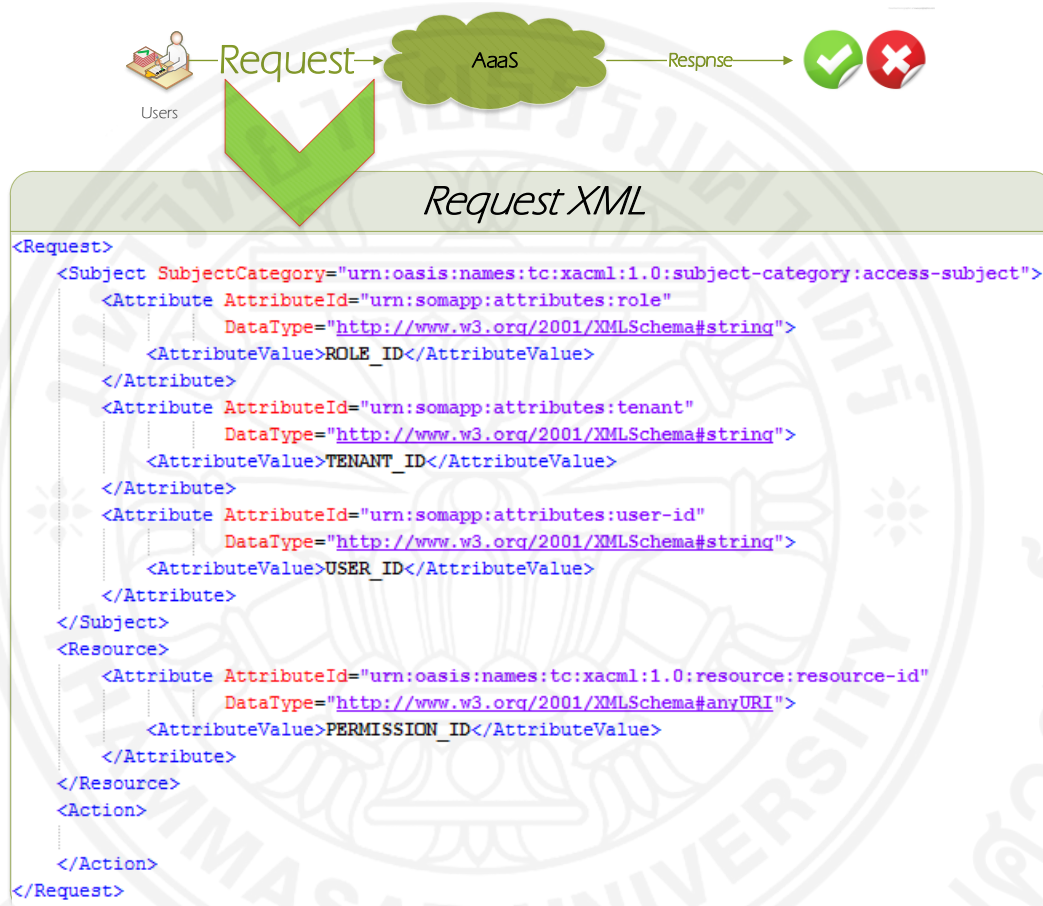 Request
AaaS
Respnse
Users
Request XML
<Request>
<Subject SubjectCategory="urn:oasis:names:tc:xacml:1.0:subject-category:access-subject">
<Attribute AttributeId="urn:somapp:attributes:role"
DataType="http://www.w3.org/2001/XMLSchema#string">
<AttributeValue>ROLE_ID</AttributeValue>
</Attribute>
<Attribute AttributeId="urn:somapp:attributes:tenant"
DataType="http://www.w3.org/2001/XMLSchema#string">
<AttributeValue>TENANT_ID</AttributeValue>
</Attribute>
<Attribute AttributeId="urn:somapp:attributes:user-id"
DataType="http://www.w3.org/2001/XMLSchema#string">
<AttributeValue>USER_ID</AttributeValue>
</Attribute>
</Subject>
<Resource>
<Attribute AttributeId="urn:oasis:names:tc:xacml:1.0:resource:resource-id"
DataType="http://www.w3.org/2001/XMLSchema#anyURI">
<AttributeValue>PERMISSION_ID</AttributeValue>
</Attribute>
</Resource>
<Action>
</Action>
</Request>